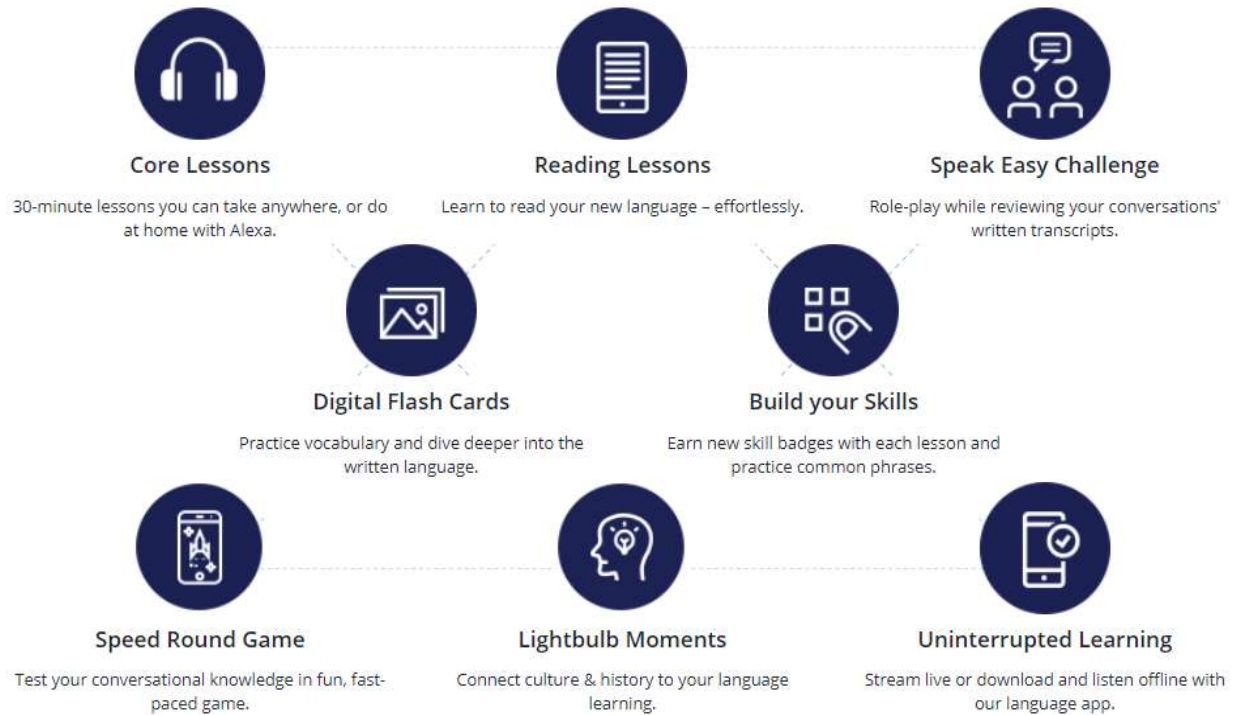 Core Lessons
30-minute lessons you can take anywhere, or do
at home with Alexa.
Reading Lessons
Learn to read your new language – effortlessly.
Speak Easy Challenge
Role-play while reviewing your conversations'
written transcripts.
Digital Flash Cards
Practice vocabulary and dive deeper into the
written language.
Build your Skills
Earn new skill badges with each lesson and
practice common phrases.
Speed Round Game
Test your conversational knowledge in fun, fast-
paced game.
Lightbulb Moments
Connect culture & history to your language
learning.
Uninterrupted Learning
Stream live or download and listen offline with
our language app.